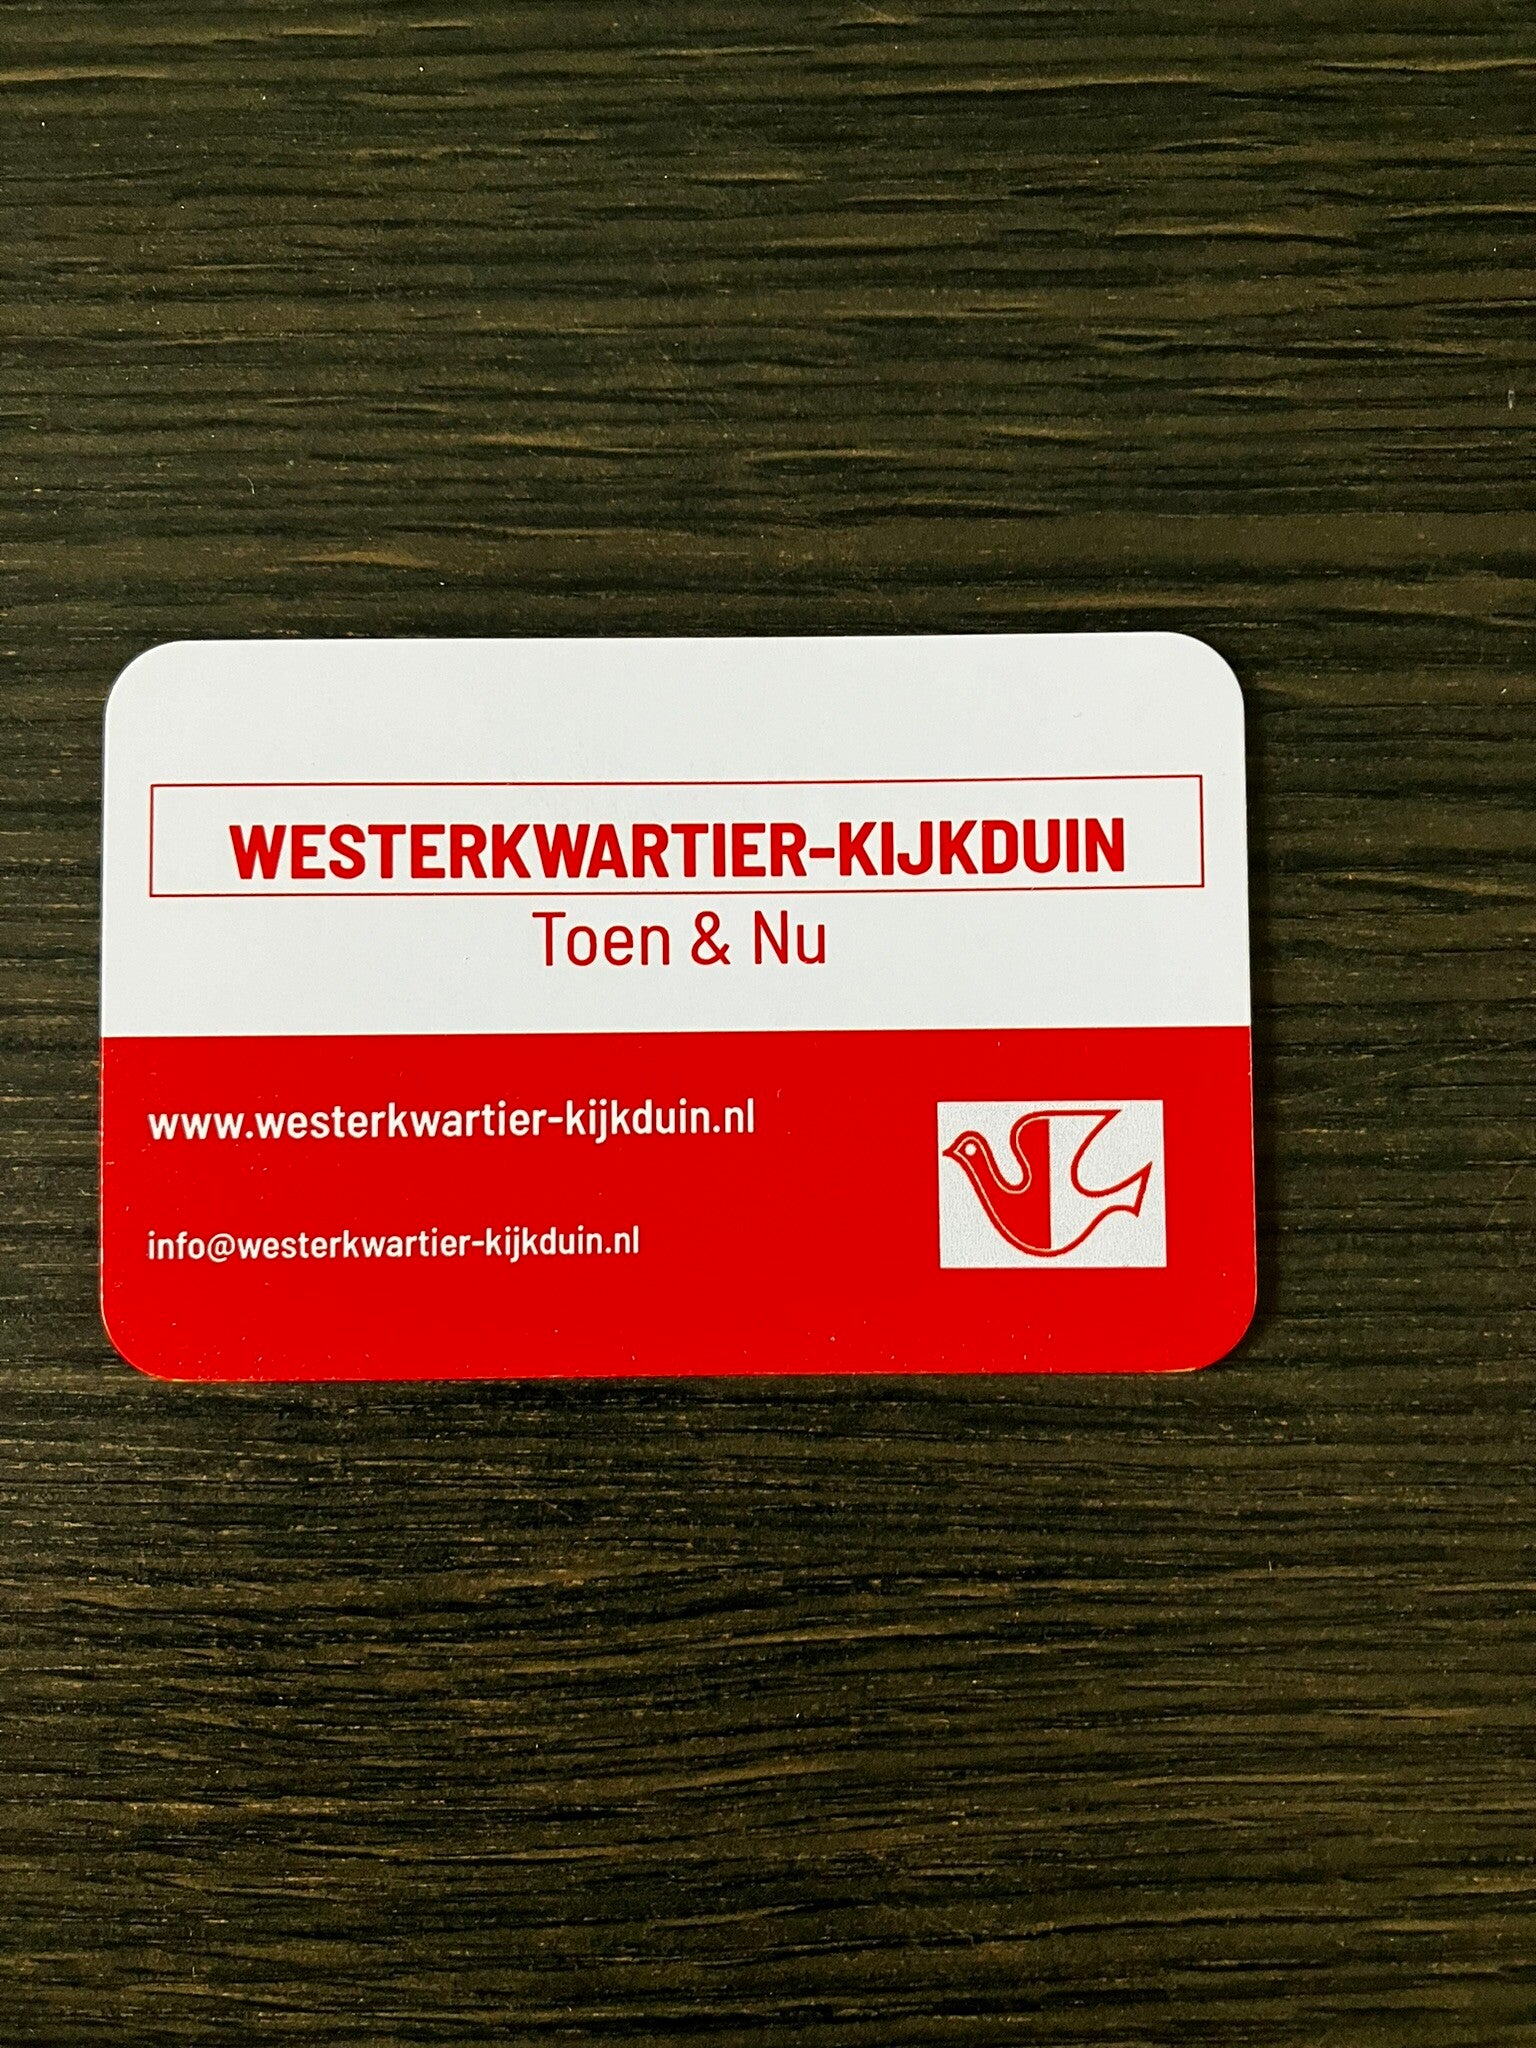 WESTERKWARTIER-KIJKDUIN
Toen & Nu
www.westerkwartier-kijkduin.nl
info@westerkwartier-kijkduin.nl